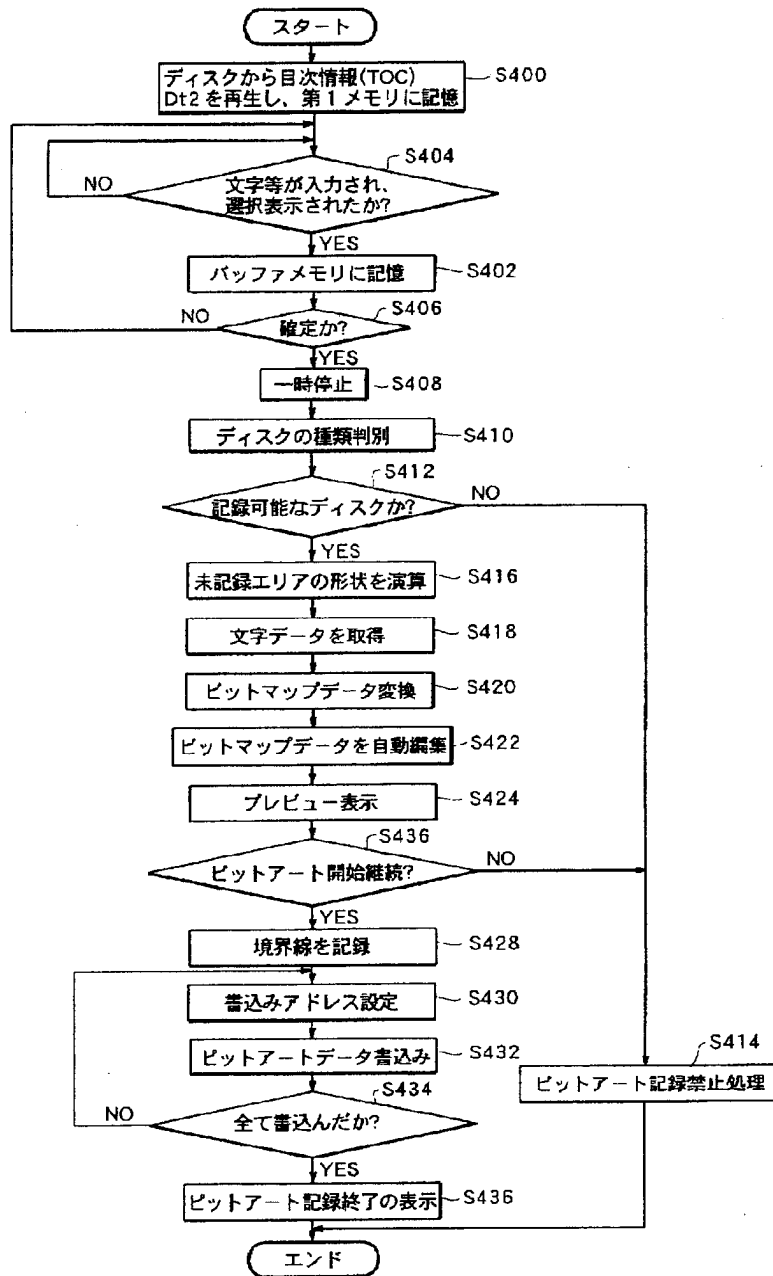 スタート
ディスクから目次情報(TOC)
Dt2を再生し、第1メモリに記憶
S400
S404
NO
文字等が入力され、
選択表示されたか?
YES
バッファメモリに記憶
S402
S406
NO
確定か?
YES
一時停止
S408
ディスクの種類判別
S410
S412
NO
記録可能なディスクか?
YES
未記録エリアの形状を演算
S416
文字データを取得
S418
ビットマップデータ変換
S420
ビットマップデータを自動編集
S422
プレビュー表示
S424
S436
NO
ピットアート開始継続?
YES
境界線を記録
S428
書込みアドレス設定
S430
ピットアートデータ書込み
S432
S414
ピットアート記録禁止処理
S434
NO
全て書込んだか?
YES
ピットアート記録終了の表示
S436
エンド